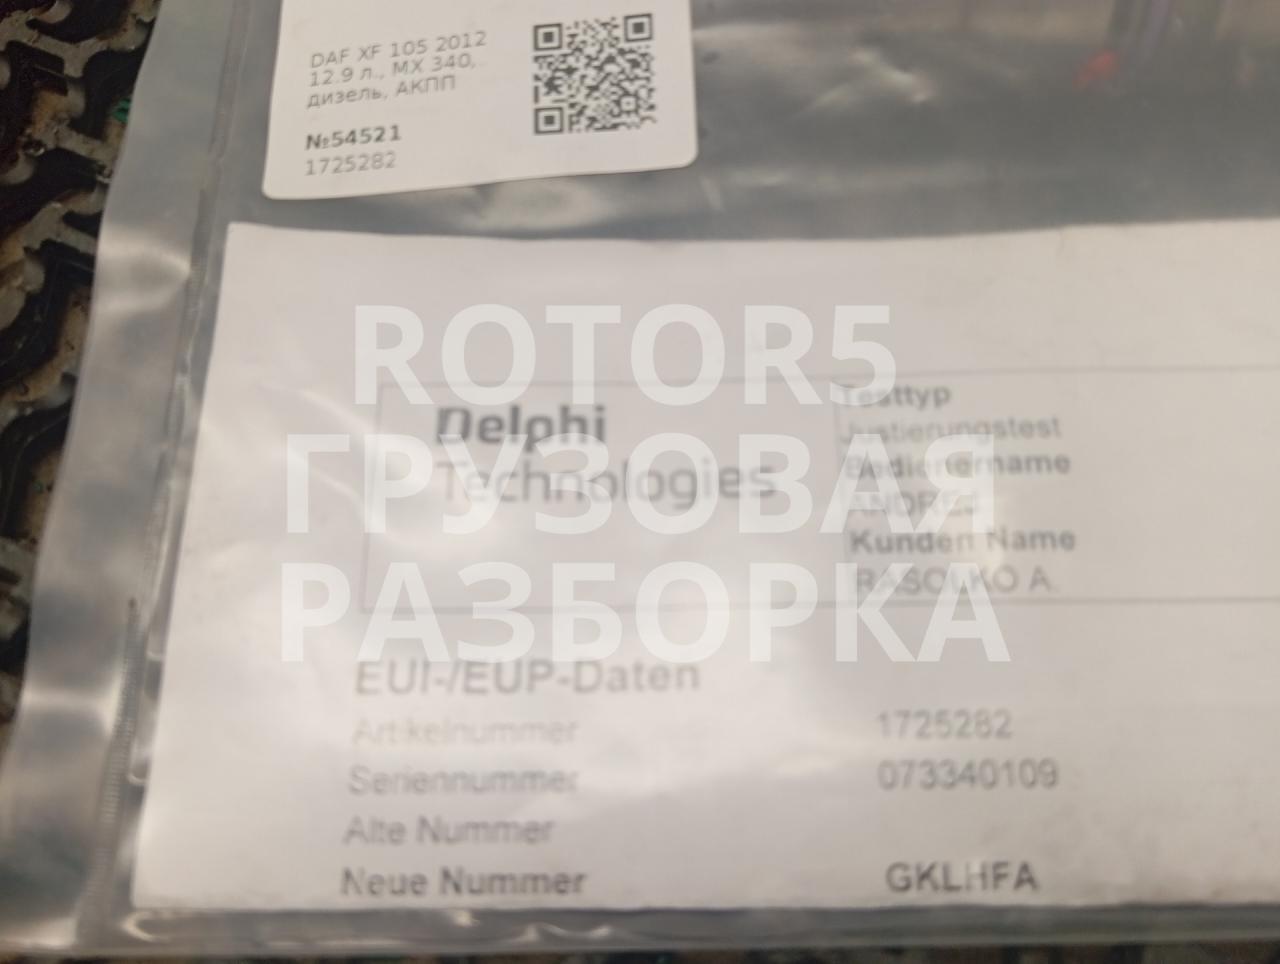 DAF XF 105 2012
12.9 л., MX 340,
дизель, АКПП
№54521
1725282
ROTOR5
ГРУЗОВАЯ
РАЗБОРКА
Delphi
Technologies
Testtyp
Justierungstest
Bedienername
Kunden Name
A.
EUI-/EUP-Daten
Artikelnummer 1725282
Seriennummer 073340109
Alte Nummer
Neue Nummer GKLHFA